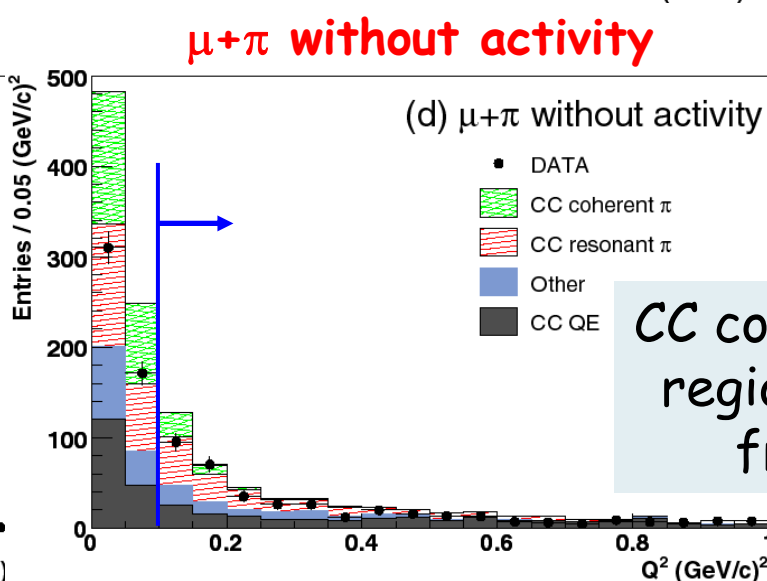 μ+π without activity
(d) μ+π without activity
DATA
CC coherent π
CC resonant π
Other
CC QE
Entries / 0.05 (GeV/c)²
500
400
300
200
100
0
0 0.2 0.4 0.6 0.8
Q² (GeV/c)²
CC